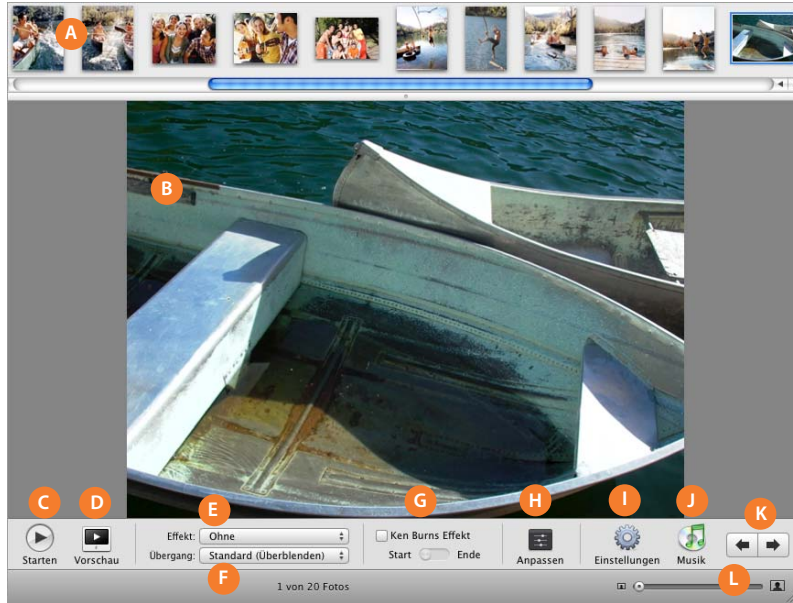 A
B
C D E F G H I J K L
Effekt: Ohne
Übergang: Standard (Überblenden)
Ken Burns Effekt
Start Ende
Starten Vorschau Anpassen Einstellungen Musik
1 von 20 Fotos